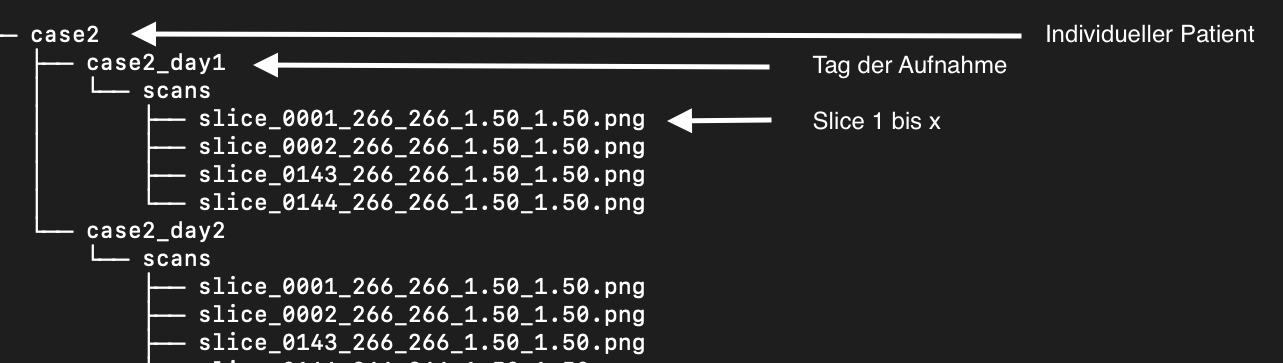 case2 Individueller Patient
case2_day1 Tag der Aufnahme
scans
slice_0001_266_266_1.50_1.50.png Slice 1 bis x
slice_0002_266_266_1.50_1.50.png
slice_0143_266_266_1.50_1.50.png
slice_0144_266_266_1.50_1.50.png
case2_day2
scans
slice_0001_266_266_1.50_1.50.png
slice_0002_266_266_1.50_1.50.png
slice_0143_266_266_1.50_1.50.png